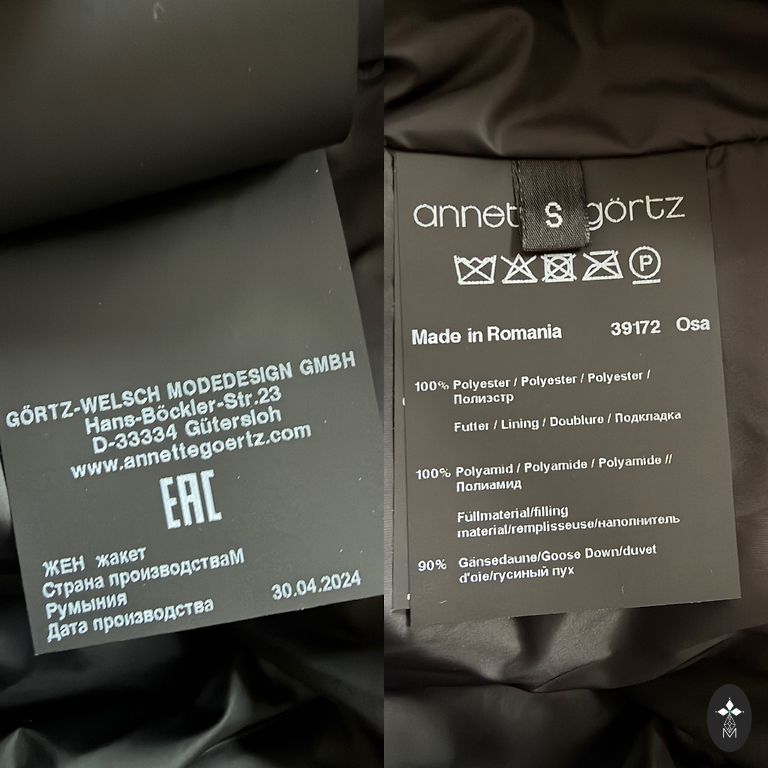 GÖRTZ-WELSCH MODEDESIGN GMBH
Hans-Böckler-Str.23
D-33334 Gütersloh
www.annettegoertz.com
EAC
ЖЕН жакет
Страна производстваМ
Румыния
Дата производства 30.04.2024
annet görtz
S
P
Made in Romania 39172 Osa
100% Polyester / Polyester / Polyester /
Полиэстр
Futter / Lining / Doublure / Подкладка
100% Polyamid / Polyamide / Polyamide //
Полиамид
Füllmaterial/filling
material/remplisseuse/наполнитель
90% Gänsedaune/Goose Down/duvet
d'oie/гусиный пух
M